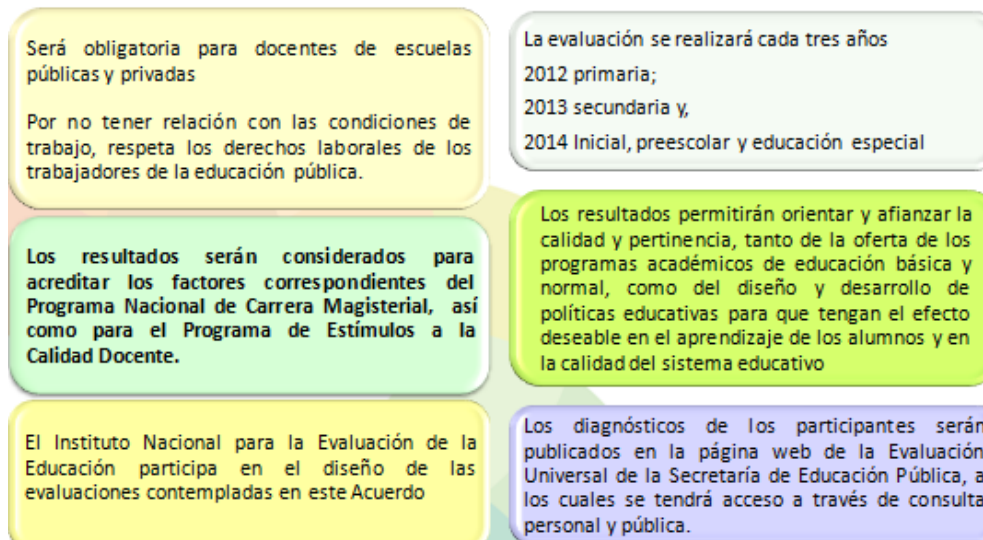 Será obligatoria para docentes de escuelas
públicas y privadas
Por no tener relación con las condiciones de
trabajo, respeta los derechos laborales de los
trabajadores de la educación pública.
La evaluación se realizará cada tres años
2012 primaria;
2013 secundaria y,
2014 Inicial, preescolar y educación especial
Los resultados serán considerados para
acreditar los factores correspondientes del
Programa Nacional de Carrera Magisterial, así
como para el Programa de Estímulos a la
Calidad Docente.
Los resultados permitirán orientar y afianzar la
calidad y pertinencia, tanto de la oferta de los
programas académicos de educación básica y
normal, como del diseño y desarrollo de
políticas educativas para que tengan el efecto
deseable en el aprendizaje de los alumnos y en
la calidad del sistema educativo
El Instituto Nacional para la Evaluación de la
Educación participa en el diseño de las
evaluaciones contempladas en este Acuerdo
Los diagnósticos de los participantes serán
publicados en la página web de la Evaluación
Universal de la Secretaría de Educación Pública, a
los cuales se tendrá acceso a través de consulta
personal y pública.